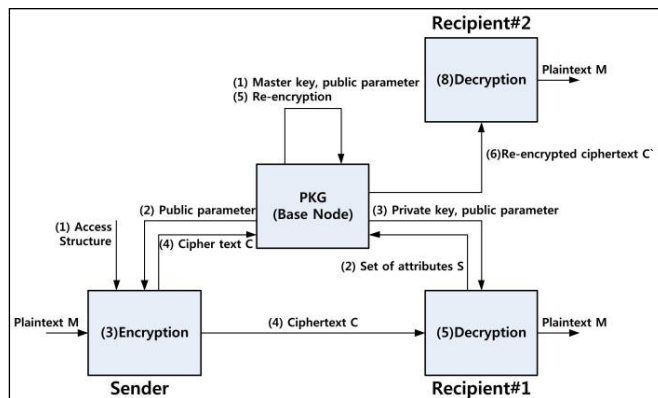 Recipient#2
(8)Decryption
Plaintext M
(1) Master key, public parameter
(5) Re-encryption
(6)Re-encrypted ciphertext C`
PKG
(Base Node)
(2) Public parameter
(3) Private key, public parameter
(1) Access
Structure
(4) Cipher text C
(2) Set of attributes S
Plaintext M
(3)Encryption
(4) Ciphertext C
(5)Decryption
Plaintext M
Sender
Recipient#1